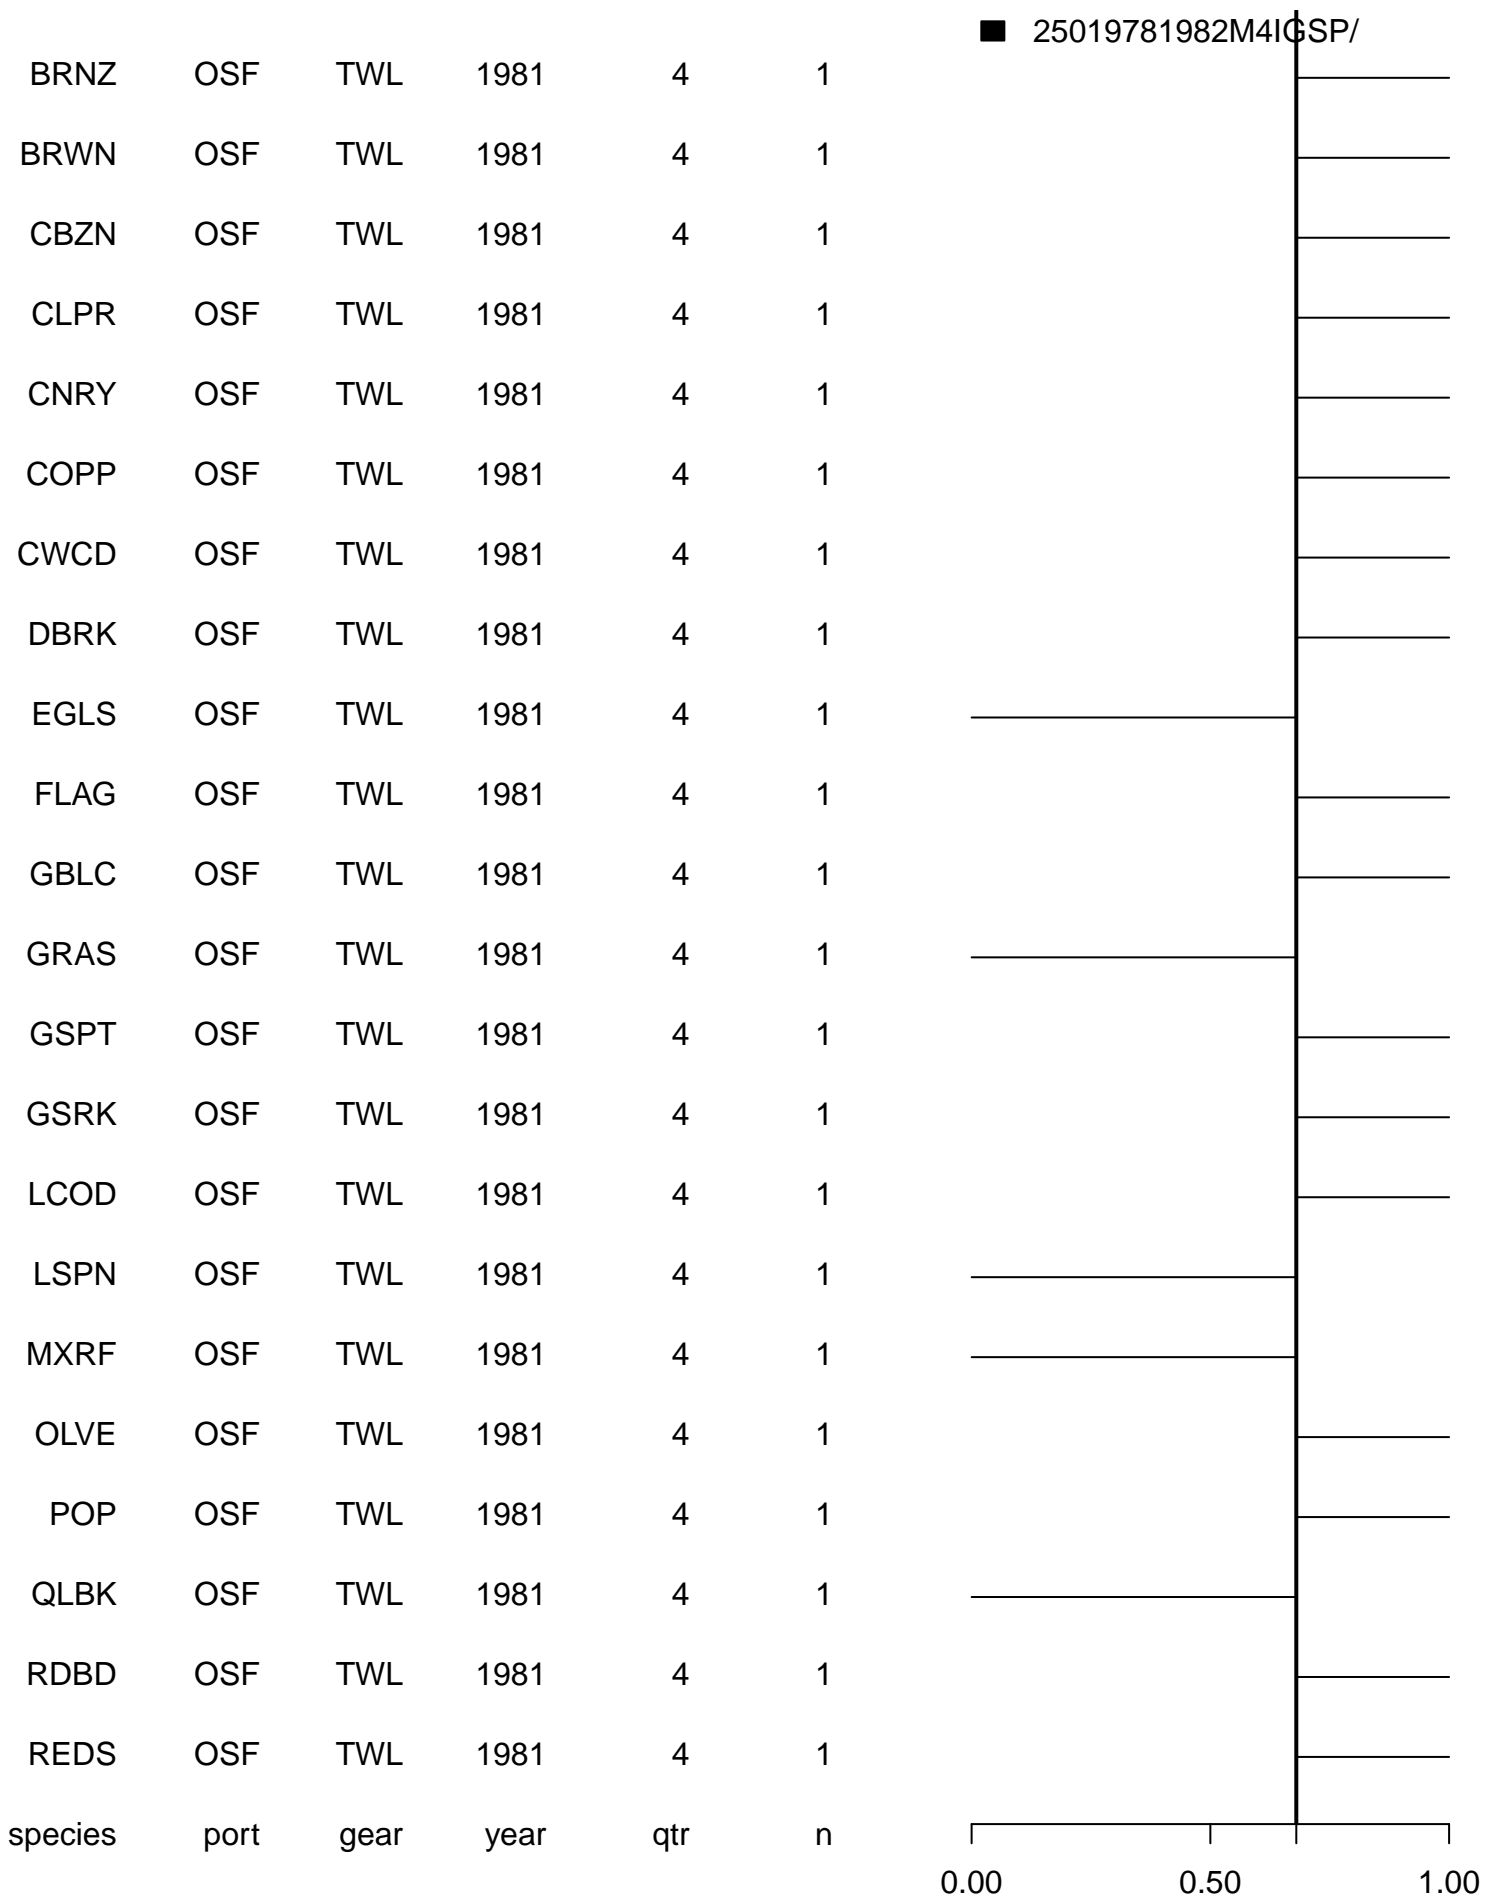 25019781982M4IGSP/
BRNZ OSF TWL 1981 4 1
BRWN OSF TWL 1981 4 1
CBZN OSF TWL 1981 4 1
CLPR OSF TWL 1981 4 1
CNRY OSF TWL 1981 4 1
COPP OSF TWL 1981 4 1
CWCD OSF TWL 1981 4 1
DBRK OSF TWL 1981 4 1
EGLS OSF TWL 1981 4 1
FLAG OSF TWL 1981 4 1
GBLC OSF TWL 1981 4 1
GRAS OSF TWL 1981 4 1
GSPT OSF TWL 1981 4 1
GSRK OSF TWL 1981 4 1
LCOD OSF TWL 1981 4 1
LSPN OSF TWL 1981 4 1
MXRF OSF TWL 1981 4 1
OLVE OSF TWL 1981 4 1
POP OSF TWL 1981 4 1
QLBK OSF TWL 1981 4 1
RDBD OSF TWL 1981 4 1
REDS OSF TWL 1981 4 1
species port gear year qtr n
0.00 0.50 1.00